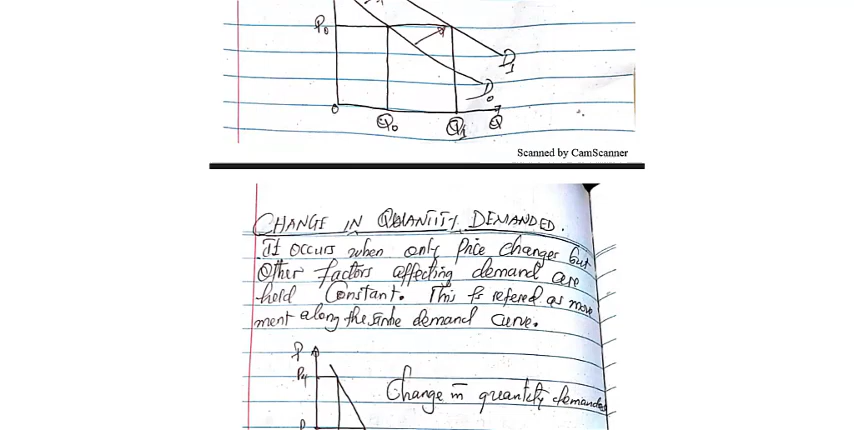 P₀
D₁
D₀
O
Q₀ Q₁ Q
Scanned by CamScanner
CHANGE IN QUANTITY DEMANDED.
It occurs when only Price changes but
Other factors affecting demand are
held Constant. This is refered as move
ment along the same demand curve.
P
P₁
Change in quantity demanded